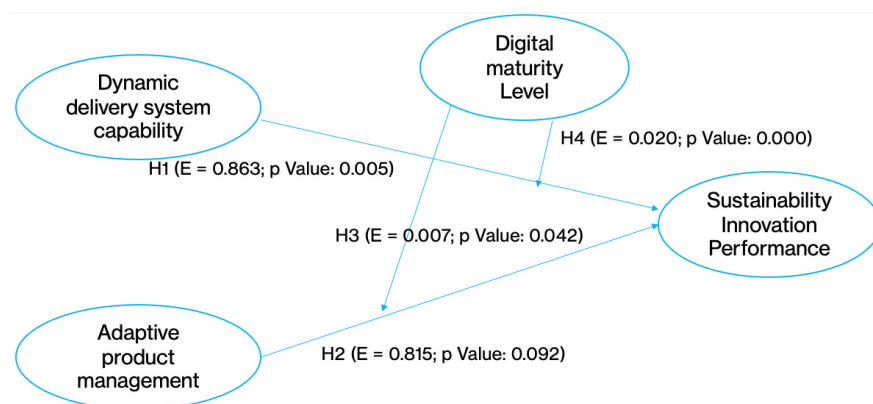 Digital
maturity
Level
Dynamic
delivery system
capability
H4 (E = 0.020; p Value: 0.000)
H1 (E = 0.863; p Value: 0.005)
Sustainability
Innovation
Performance
H3 (E = 0.007; p Value: 0.042)
Adaptive
product
management
H2 (E = 0.815; p Value: 0.092)